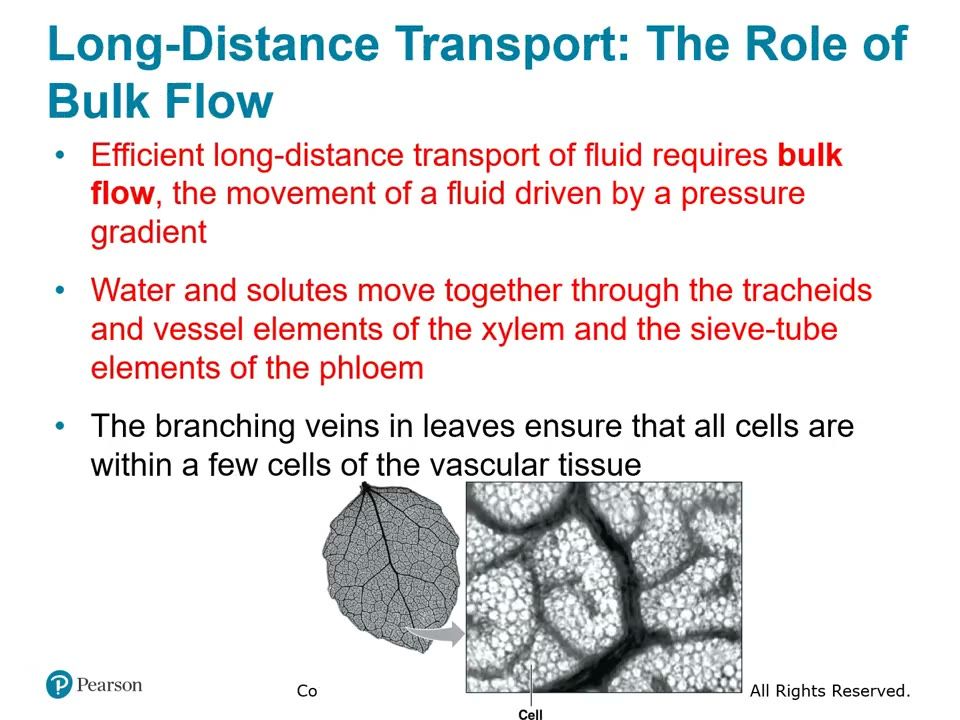 Long-Distance Transport: The Role of
Bulk Flow
• Efficient long-distance transport of fluid requires bulk
flow, the movement of a fluid driven by a pressure
gradient
• Water and solutes move together through the tracheids
and vessel elements of the xylem and the sieve-tube
elements of the phloem
• The branching veins in leaves ensure that all cells are
within a few cells of the vascular tissue
Pearson
Co
All Rights Reserved.
Cell